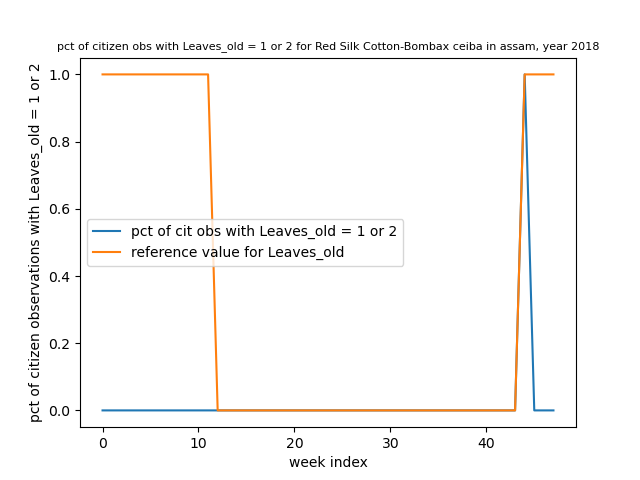 pct of citizen obs with Leaves_old = 1 or 2 for Red Silk Cotton-Bombax ceiba in assam, year 2018
pct of citizen observations with Leaves_old = 1 or 2
1.0
0.8
0.6
0.4
0.2
0.0
pct of cit obs with Leaves_old = 1 or 2
reference value for Leaves_old
0 10 20 30 40
week index